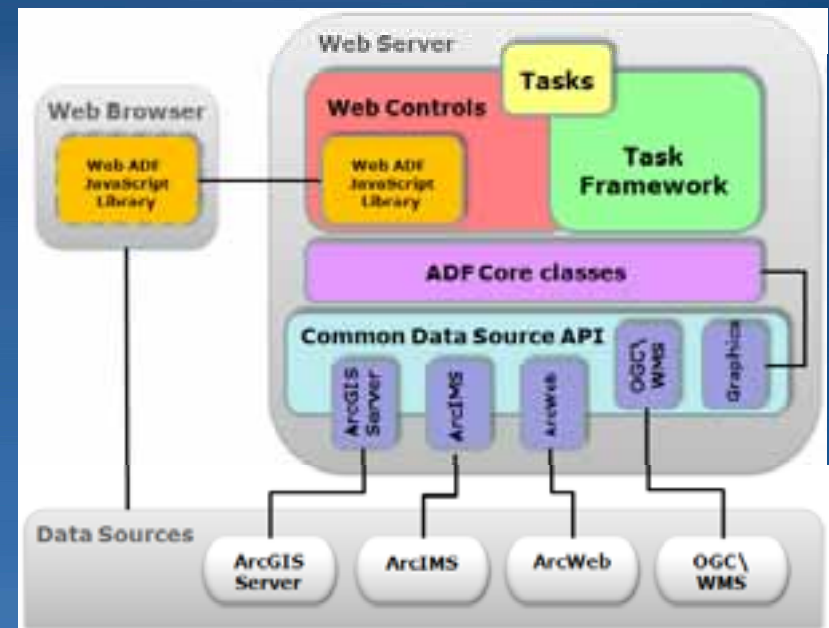 Web Server
Tasks
Web Browser
Web Controls
Web ADF
JavaScript
Library
Web ADF
JavaScript
Library
Task
Framework
ADF Core classes
Common Data Source API
ArcGIS
Server
ArcIMS
ArcWeb
OGC\
WMS
Graphics
Data Sources
ArcGIS
Server
ArcIMS
ArcWeb
OGC\
WMS